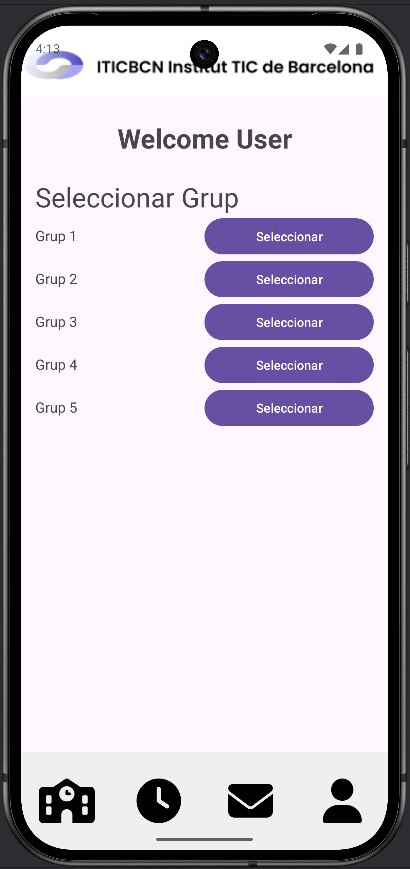 4:13
ITICBCN Institut TIC de Barcelona
Welcome User
Seleccionar Grup
Grup 1 Seleccionar
Grup 2 Seleccionar
Grup 3 Seleccionar
Grup 4 Seleccionar
Grup 5 Seleccionar